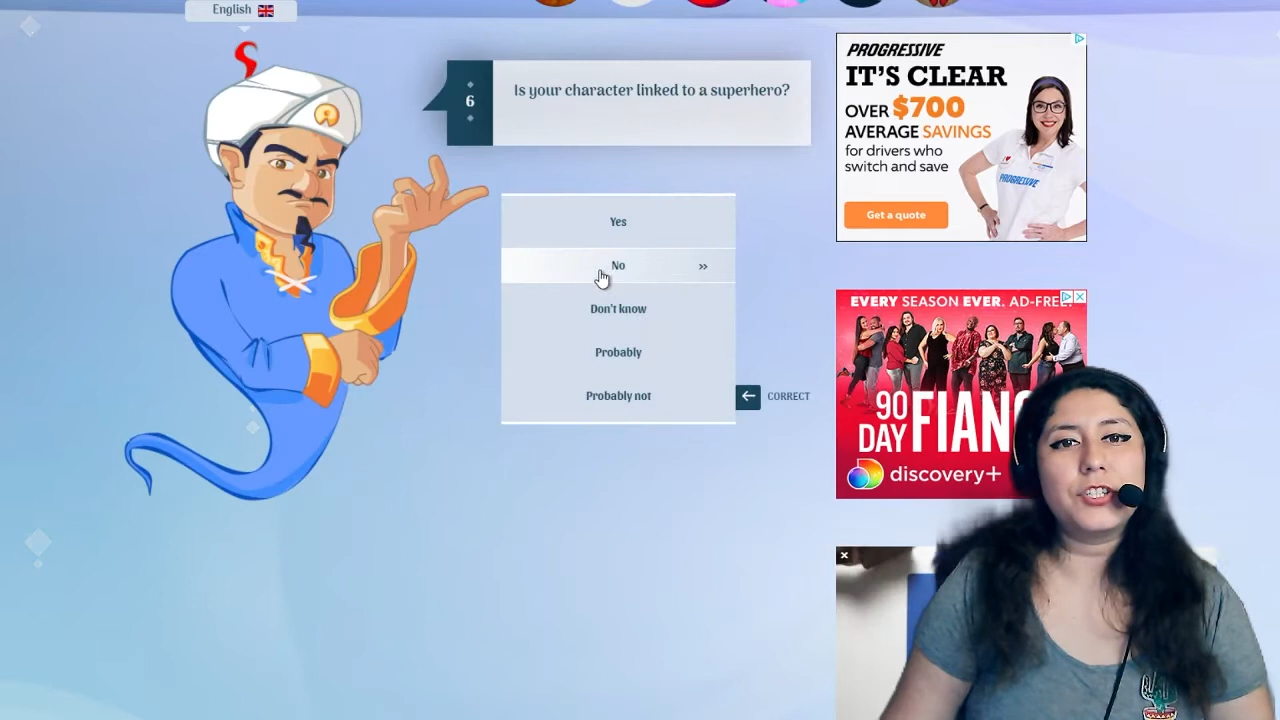 English
6
Is your character linked to a superhero?
Yes
No
Don't know
Probably
Probably not
CORRECT
PROGRESSIVE
IT'S CLEAR
OVER $700
AVERAGE SAVINGS
for drivers who
switch and save
PROGRESSIVE
Get a quote
EVERY SEASON EVER. AD-FREE.
90
DAY
FIAN
discovery+